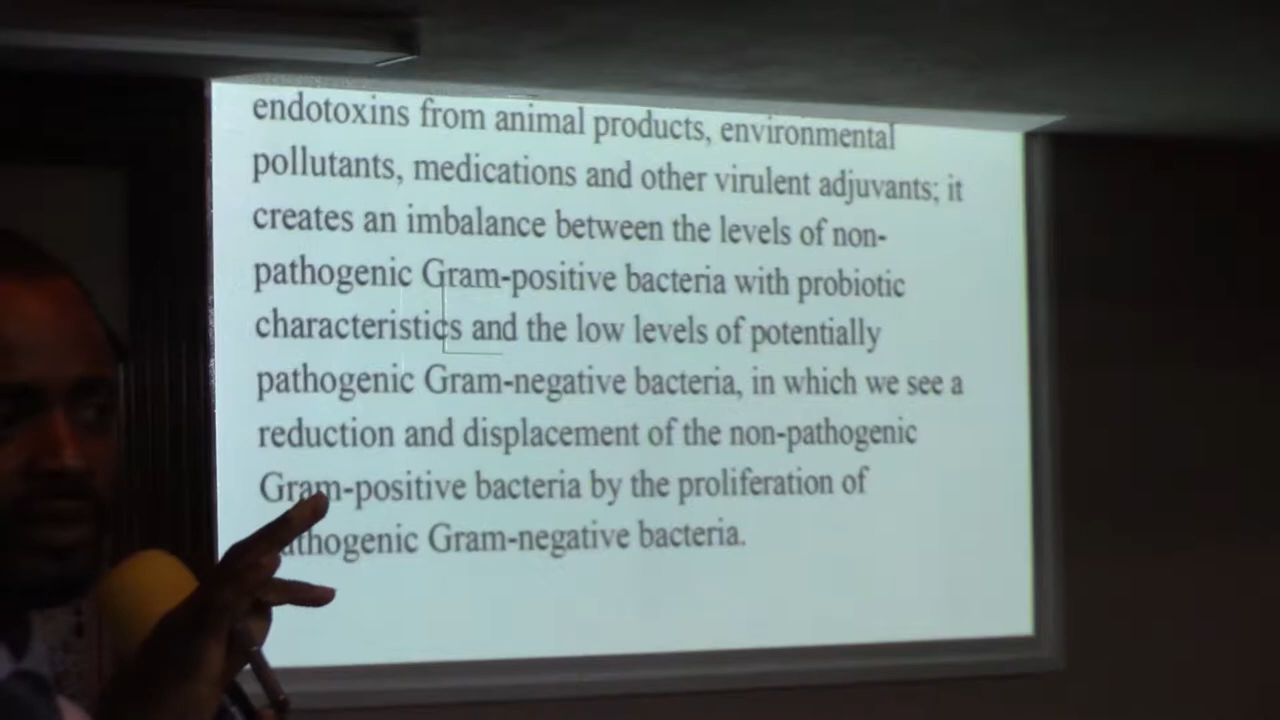 endotoxins from animal products, environmental
pollutants, medications and other virulent adjuvants; it
creates an imbalance between the levels of non-
pathogenic Gram-positive bacteria with probiotic
characteristics and the low levels of potentially
pathogenic Gram-negative bacteria, in which we see a
reduction and displacement of the non-pathogenic
Gram-positive bacteria by the proliferation of
athogenic Gram-negative bacteria.